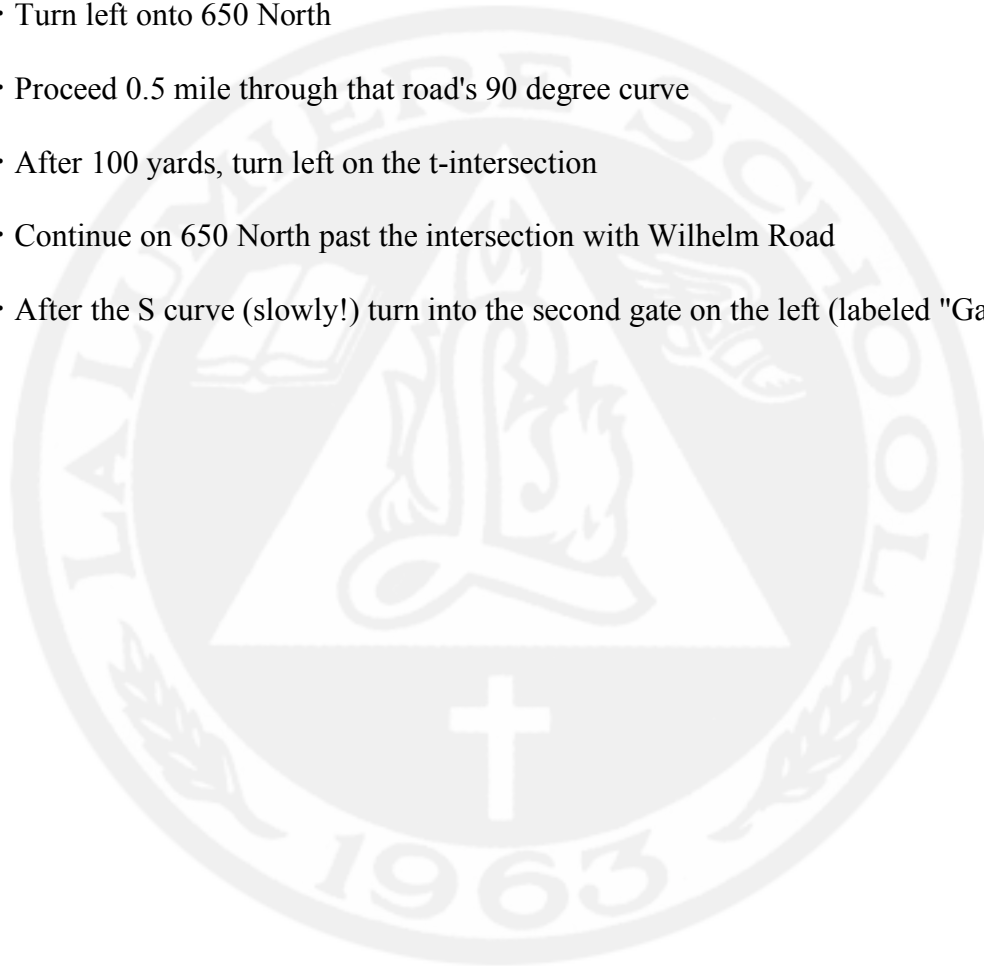 · Turn left onto 650 North
· Proceed 0.5 mile through that road's 90 degree curve
· After 100 yards, turn left on the t-intersection
· Continue on 650 North past the intersection with Wilhelm Road
· After the S curve (slowly!) turn into the second gate on the left (labeled "Ga
LA LUMIERE SCHOOL
1963